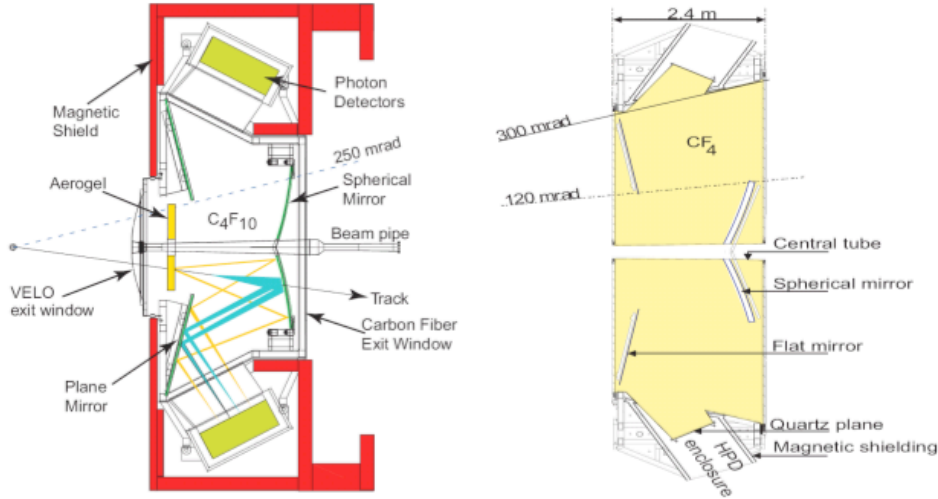 Magnetic
Shield
Photon
Detectors
250 mrad
Aerogel
C4F10
Spherical
Mirror
Beam pipe
VELO
exit window
Track
Carbon Fiber
Exit Window
Plane
Mirror
2.4 m
300 mrad
CF4
120 mrad
Central tube
Spherical mirror
Flat mirror
Quartz plane
Magnetic shielding
HPD
enclosure